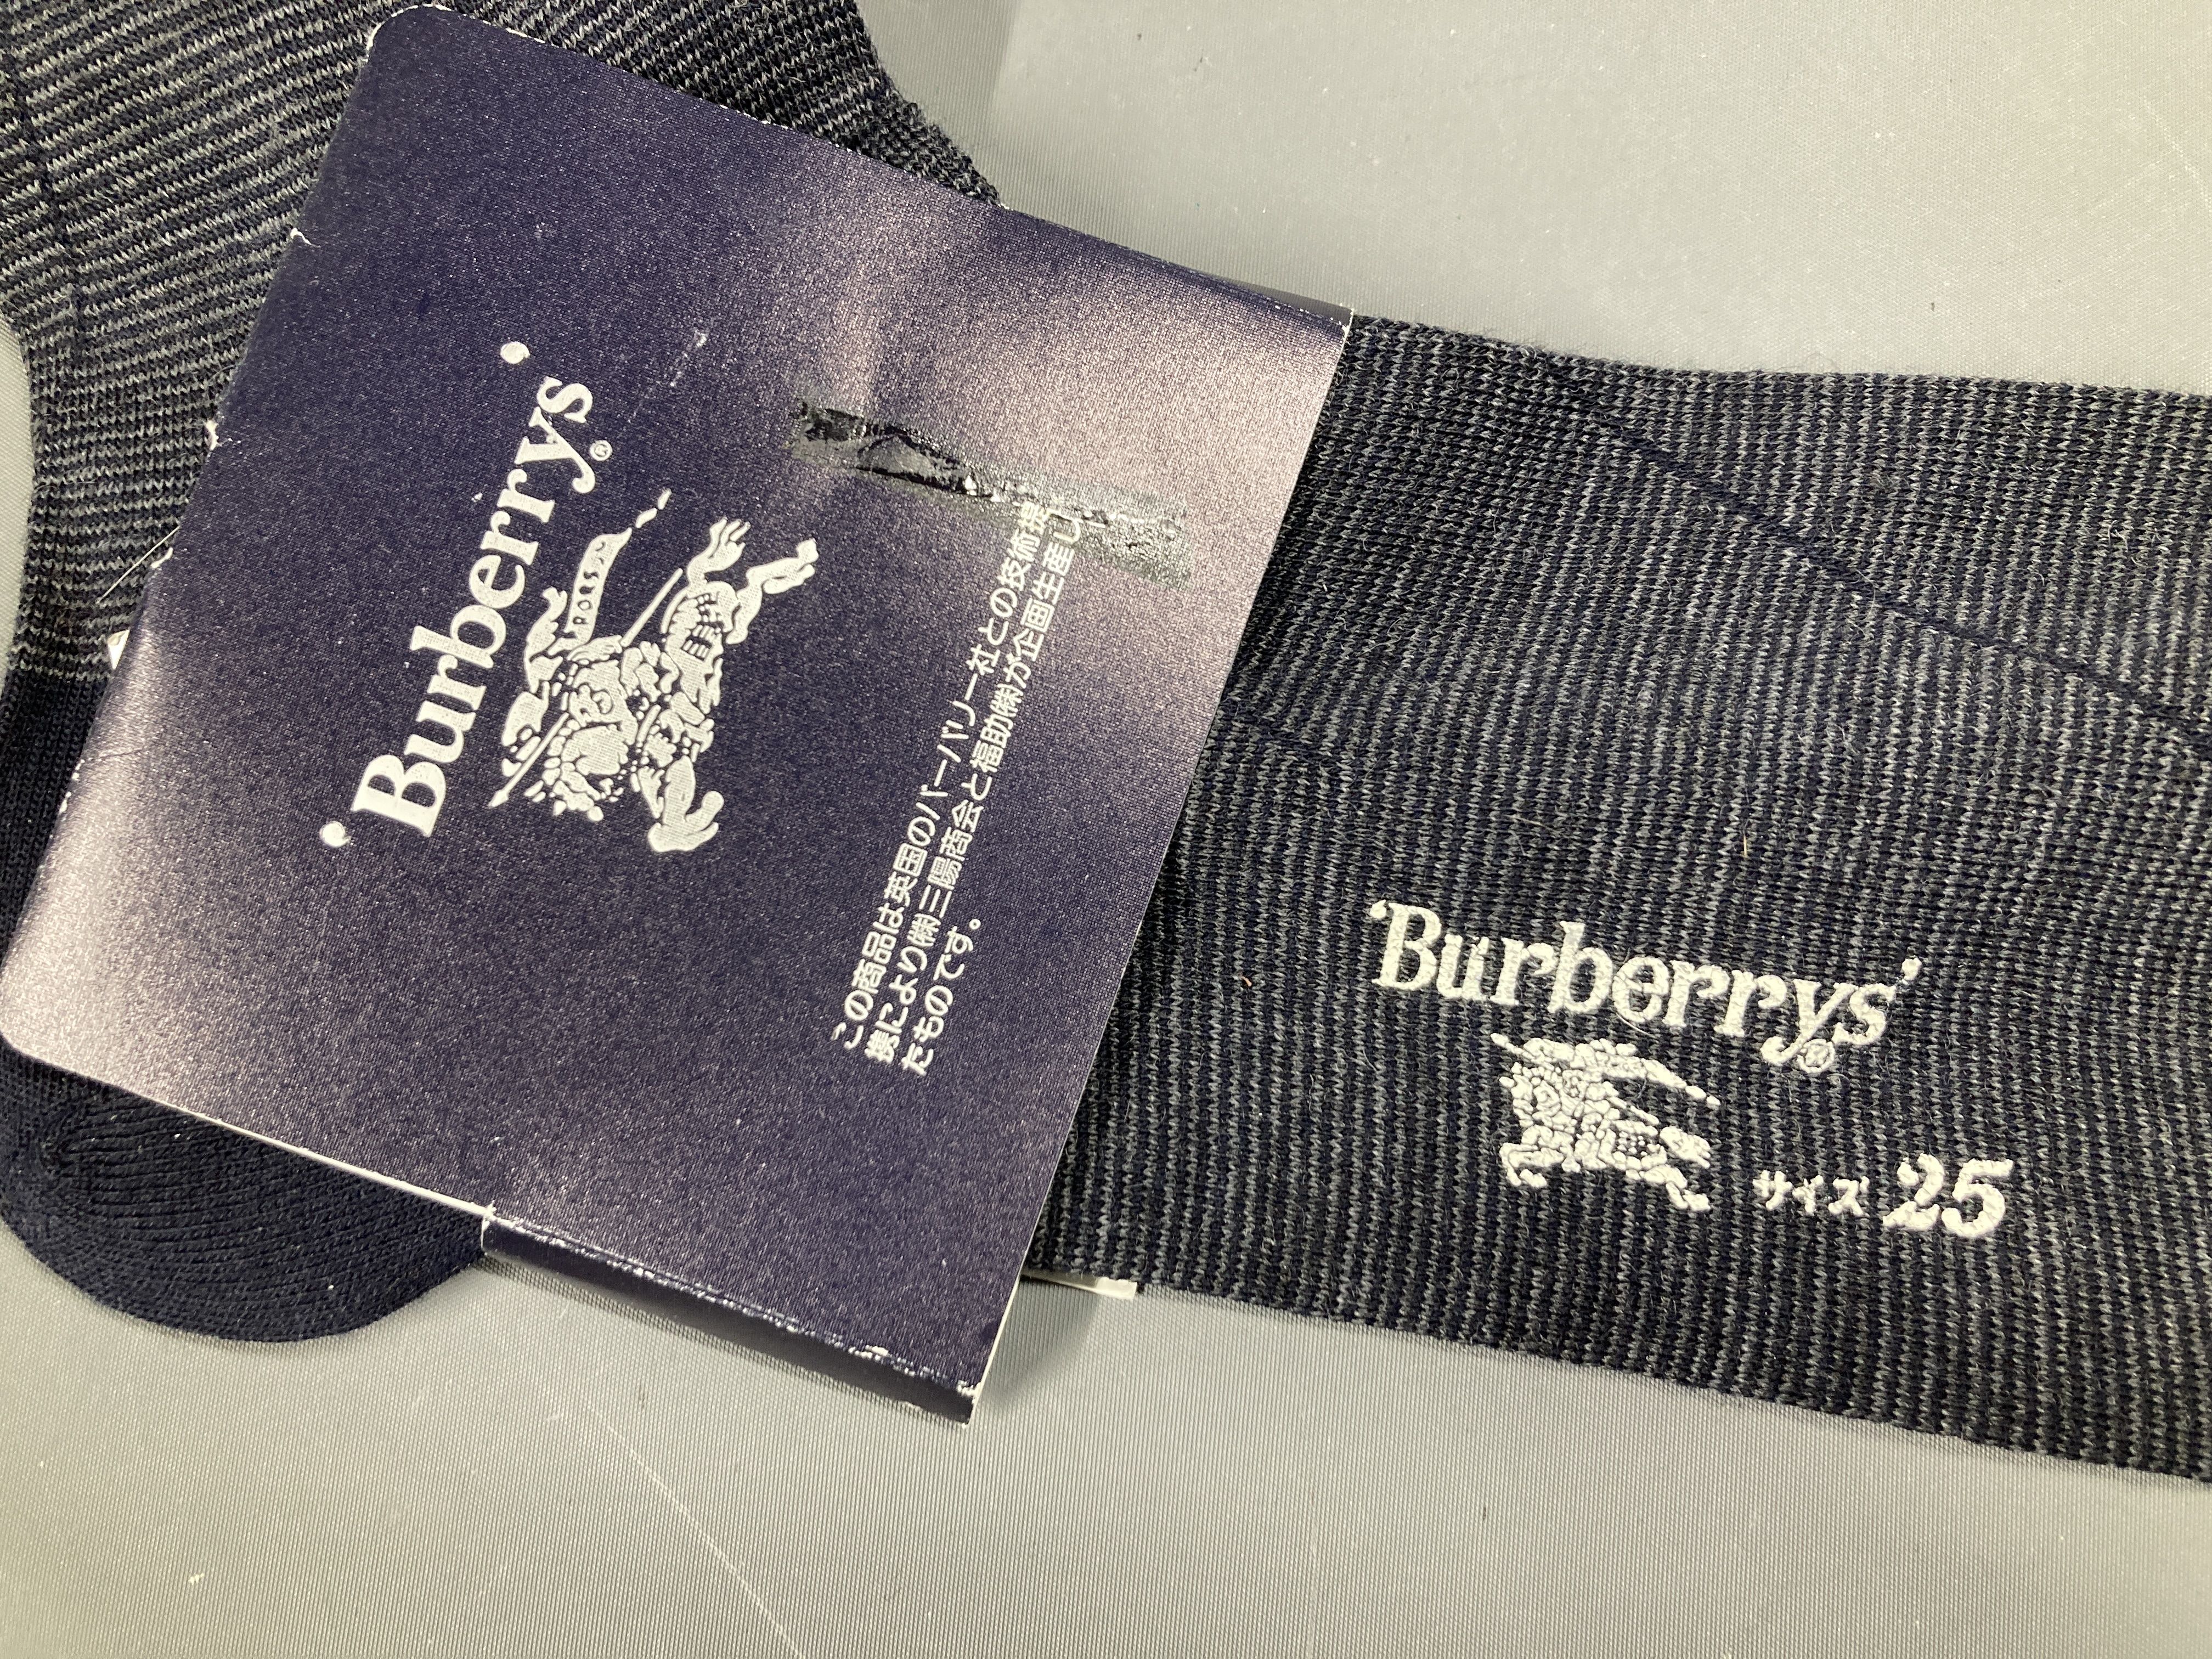 'Burberrys'®
PORSU
この商品は英国のバーバリー社との技術提
携により㈱三陽商会と福助㈱が企画生産し
たものです。
'Burberrys'®
サイズ 25